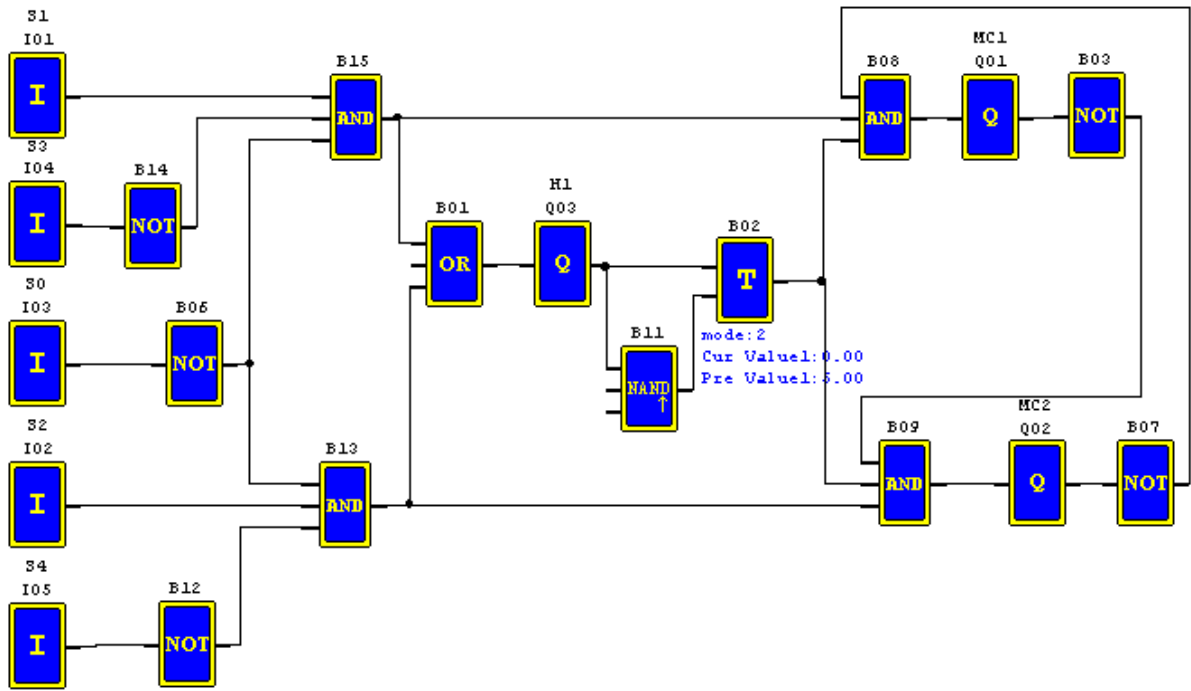 S1
I01
I
S3
I04
I
B14
NOT
S0
I03
I
B06
NOT
S2
I02
I
S4
I05
I
B12
NOT
B15
AND
B13
AND
B01
OR
H1
Q03
Q
B11
NAND
↑
B02
T
mode:2
Cur Value1:0.00
Pre Value1:5.00
B08
AND
MC1
Q01
Q
B03
NOT
B09
AND
MC2
Q02
Q
B07
NOT